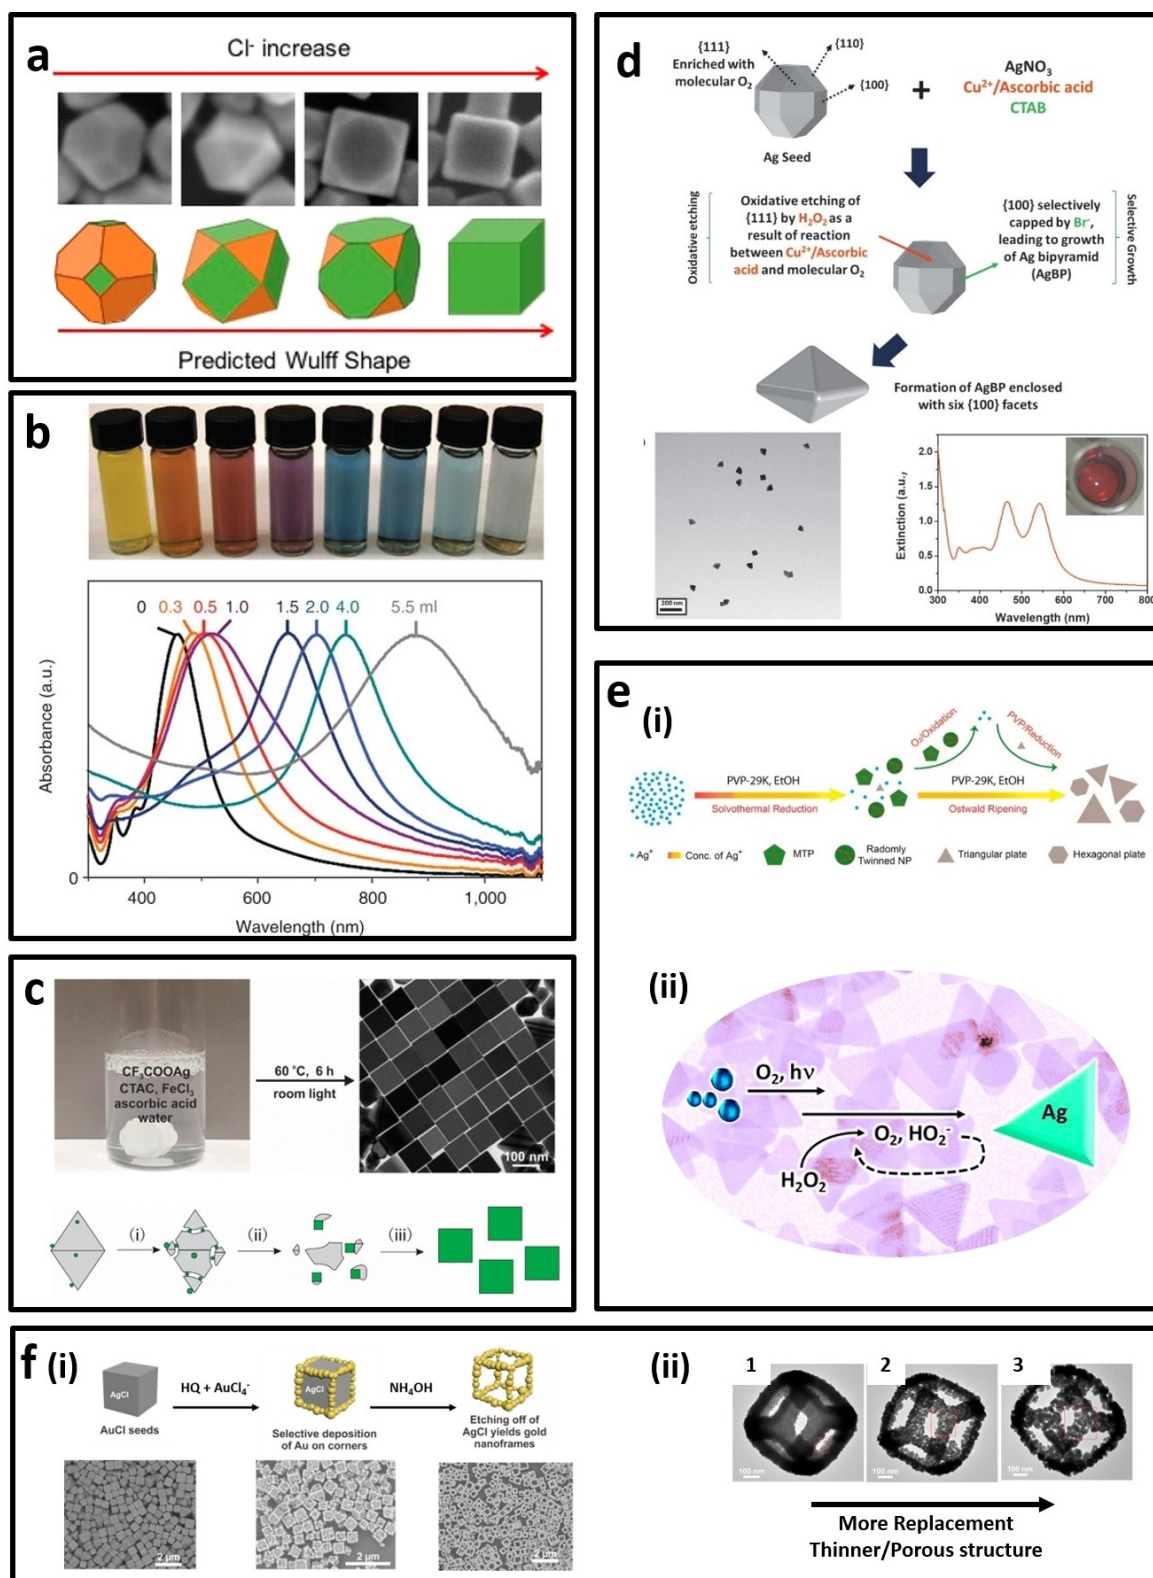 a
Cl⁻ increase
Predicted Wulff Shape
b
0 0.3 0.5 1.0 1.5 2.0 4.0 5.5 ml
Absorbance (a.u.)
0
400 600 800 1,000
Wavelength (nm)
c
CF₃COOAg
CTAC, FeCl₃
ascorbic acid
water
60 °C, 6 h
room light
100 nm
(i) (ii) (iii)
d
{111}
Enriched with
molecular O₂
{110}
{100}
Ag Seed
+
AgNO₃
Cu²⁺/Ascorbic acid
CTAB
Oxidative etching
Oxidative etching of
{111} by H₂O₂ as a
result of reaction
between Cu²⁺/Ascorbic
acid and molecular O₂
{100} selectively
capped by Br⁻,
leading to growth
of Ag bipyramid
(AgBP)
Selective Growth
Formation of AgBP enclosed
with six {100} facets
200 nm
Extinction (a.u.)
2.0
1.5
1.0
0.5
0.0
300 400 500 600 700 800
Wavelength (nm)
e
(i)
O₂/Oxidation
PVP/Reduction
PVP-29K, EtOH
Solvothermal Reduction
PVP-29K, EtOH
Ostwald Ripening
Ag⁺
Conc. of Ag⁺
MTP
Radomly
Twinned NP
Triangular plate
Hexagonal plate
(ii)
O₂, hν
O₂, HO₂⁻
H₂O₂
Ag
f (i)
AgCl
AuCl seeds
HQ + AuCl₄⁻
AgCl
Selective deposition
of Au on corners
NH₄OH
Etching off of
AgCl yields gold
nanoframes
2 µm
2 µm
2 µm
(ii)
1 2 3
100 nm 100 nm 100 nm
More Replacement
Thinner/Porous structure